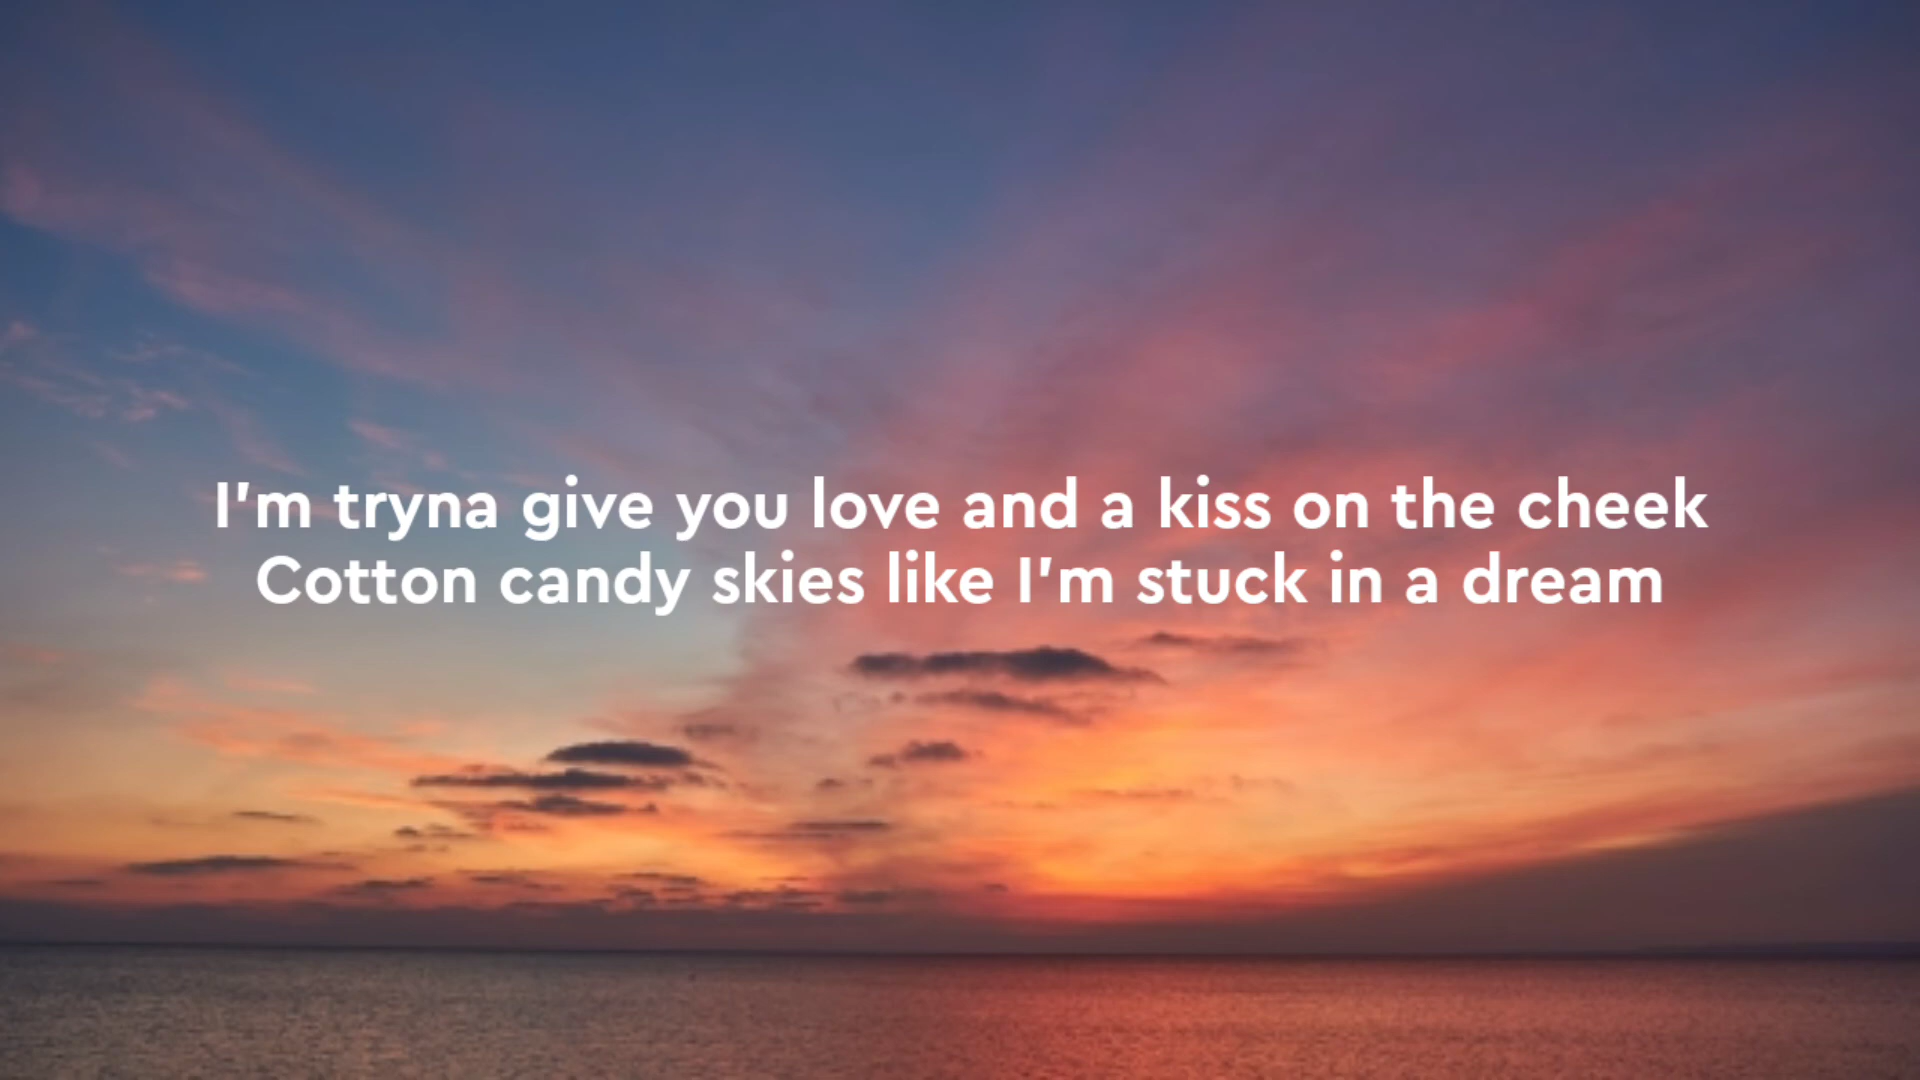 I'm tryna give you love and a kiss on the cheek
Cotton candy skies like I'm stuck in a dream